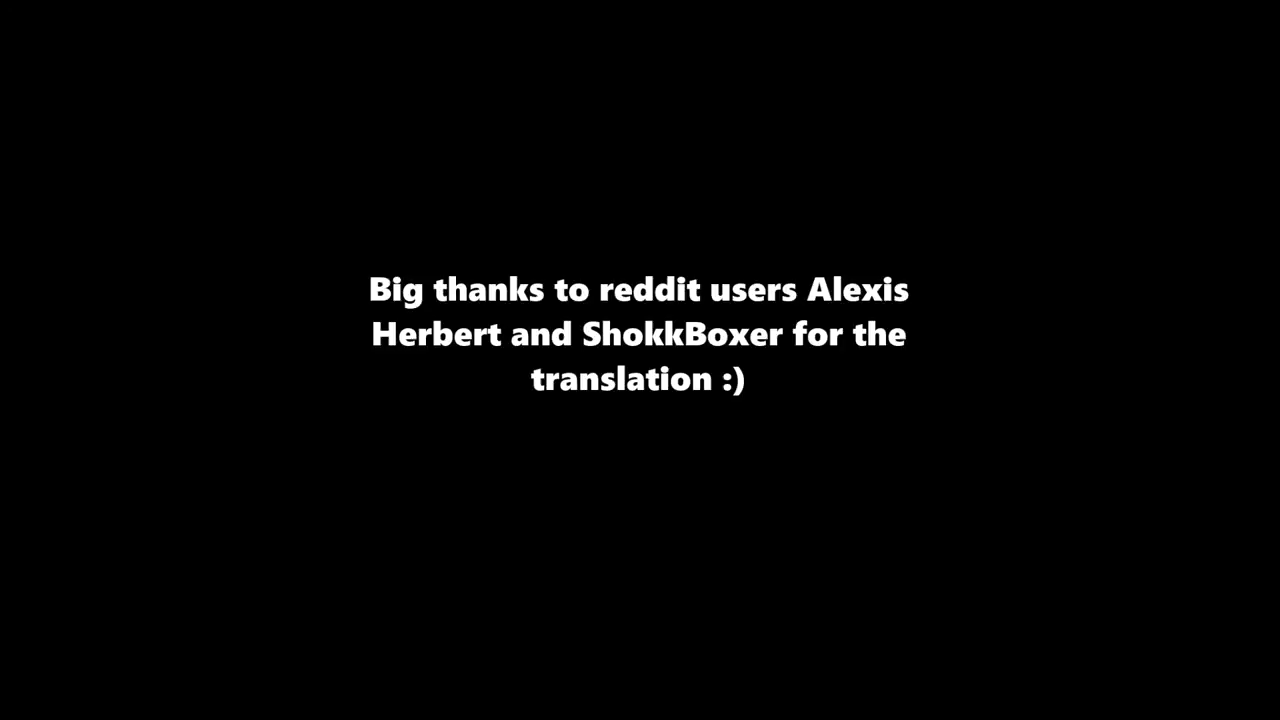 Big thanks to reddit users Alexis
Herbert and ShokkBoxer for the
translation :)